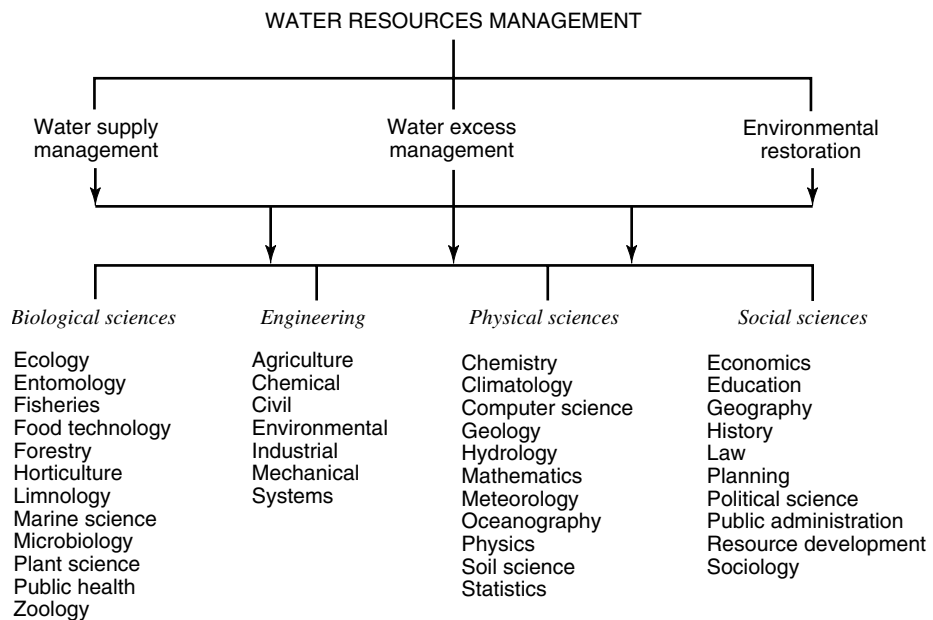 WATER RESOURCES MANAGEMENT
Water supply
management
Water excess
management
Environmental
restoration
Biological sciences
Ecology
Entomology
Fisheries
Food technology
Forestry
Horticulture
Limnology
Marine science
Microbiology
Plant science
Public health
Zoology
Engineering
Agriculture
Chemical
Civil
Environmental
Industrial
Mechanical
Systems
Physical sciences
Chemistry
Climatology
Computer science
Geology
Hydrology
Mathematics
Meteorology
Oceanography
Physics
Soil science
Statistics
Social sciences
Economics
Education
Geography
History
Law
Planning
Political science
Public administration
Resource development
Sociology